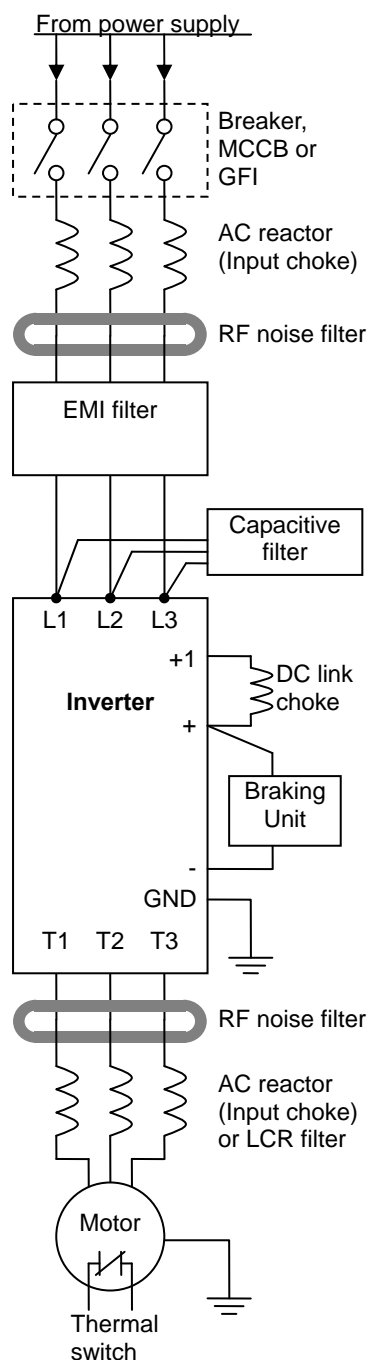 From power supply
Breaker,
MCCB or
GFI
AC reactor
(Input choke)
RF noise filter
EMI filter
Capacitive
filter
L1 L2 L3
+1
DC link
choke
Inverter
+
Braking
Unit
-
GND
T1 T2 T3
RF noise filter
AC reactor
(Input choke)
or LCR filter
Motor
Thermal
switch